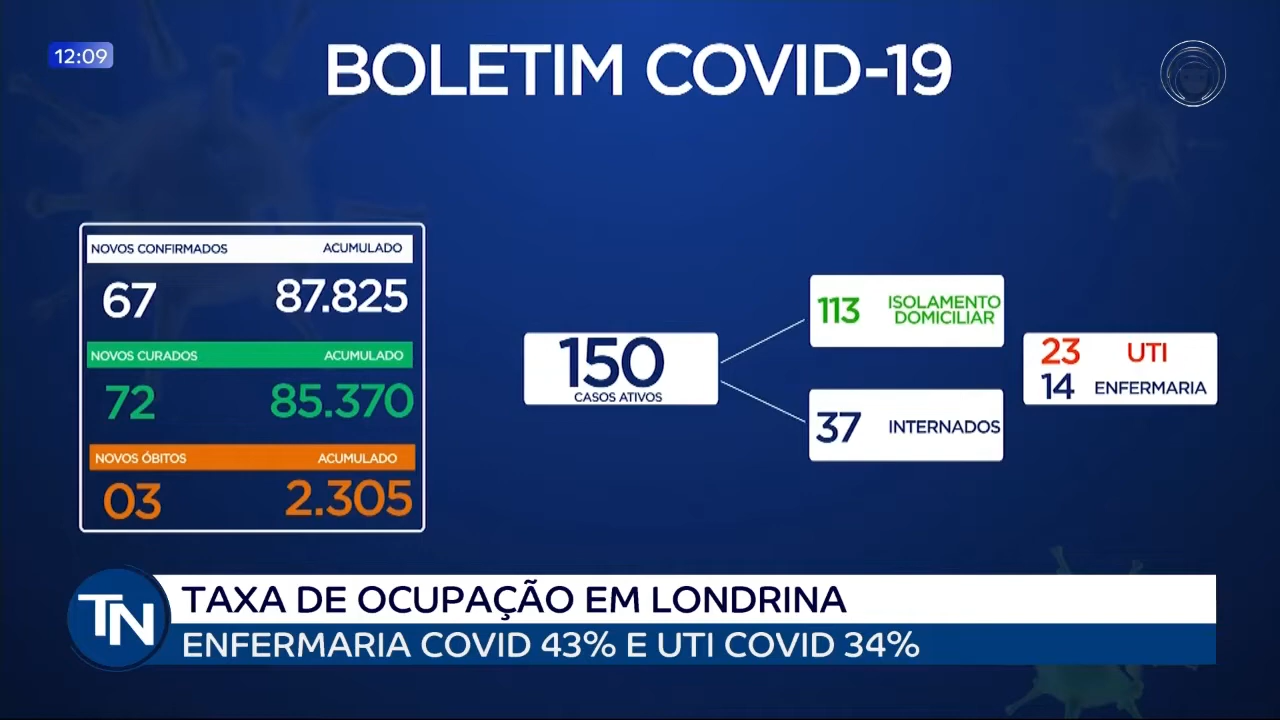 12:09
BOLETIM COVID-19
NOVOS CONFIRMADOS ACUMULADO
67 87.825
NOVOS CURADOS ACUMULADO
72 85.370
NOVOS ÓBITOS ACUMULADO
03 2.305
150
CASOS ATIVOS
113 ISOLAMENTO
DOMICILIAR
37 INTERNADOS
23 UTI
14 ENFERMARIA
TN
TAXA DE OCUPAÇÃO EM LONDRINA
ENFERMARIA COVID 43% E UTI COVID 34%